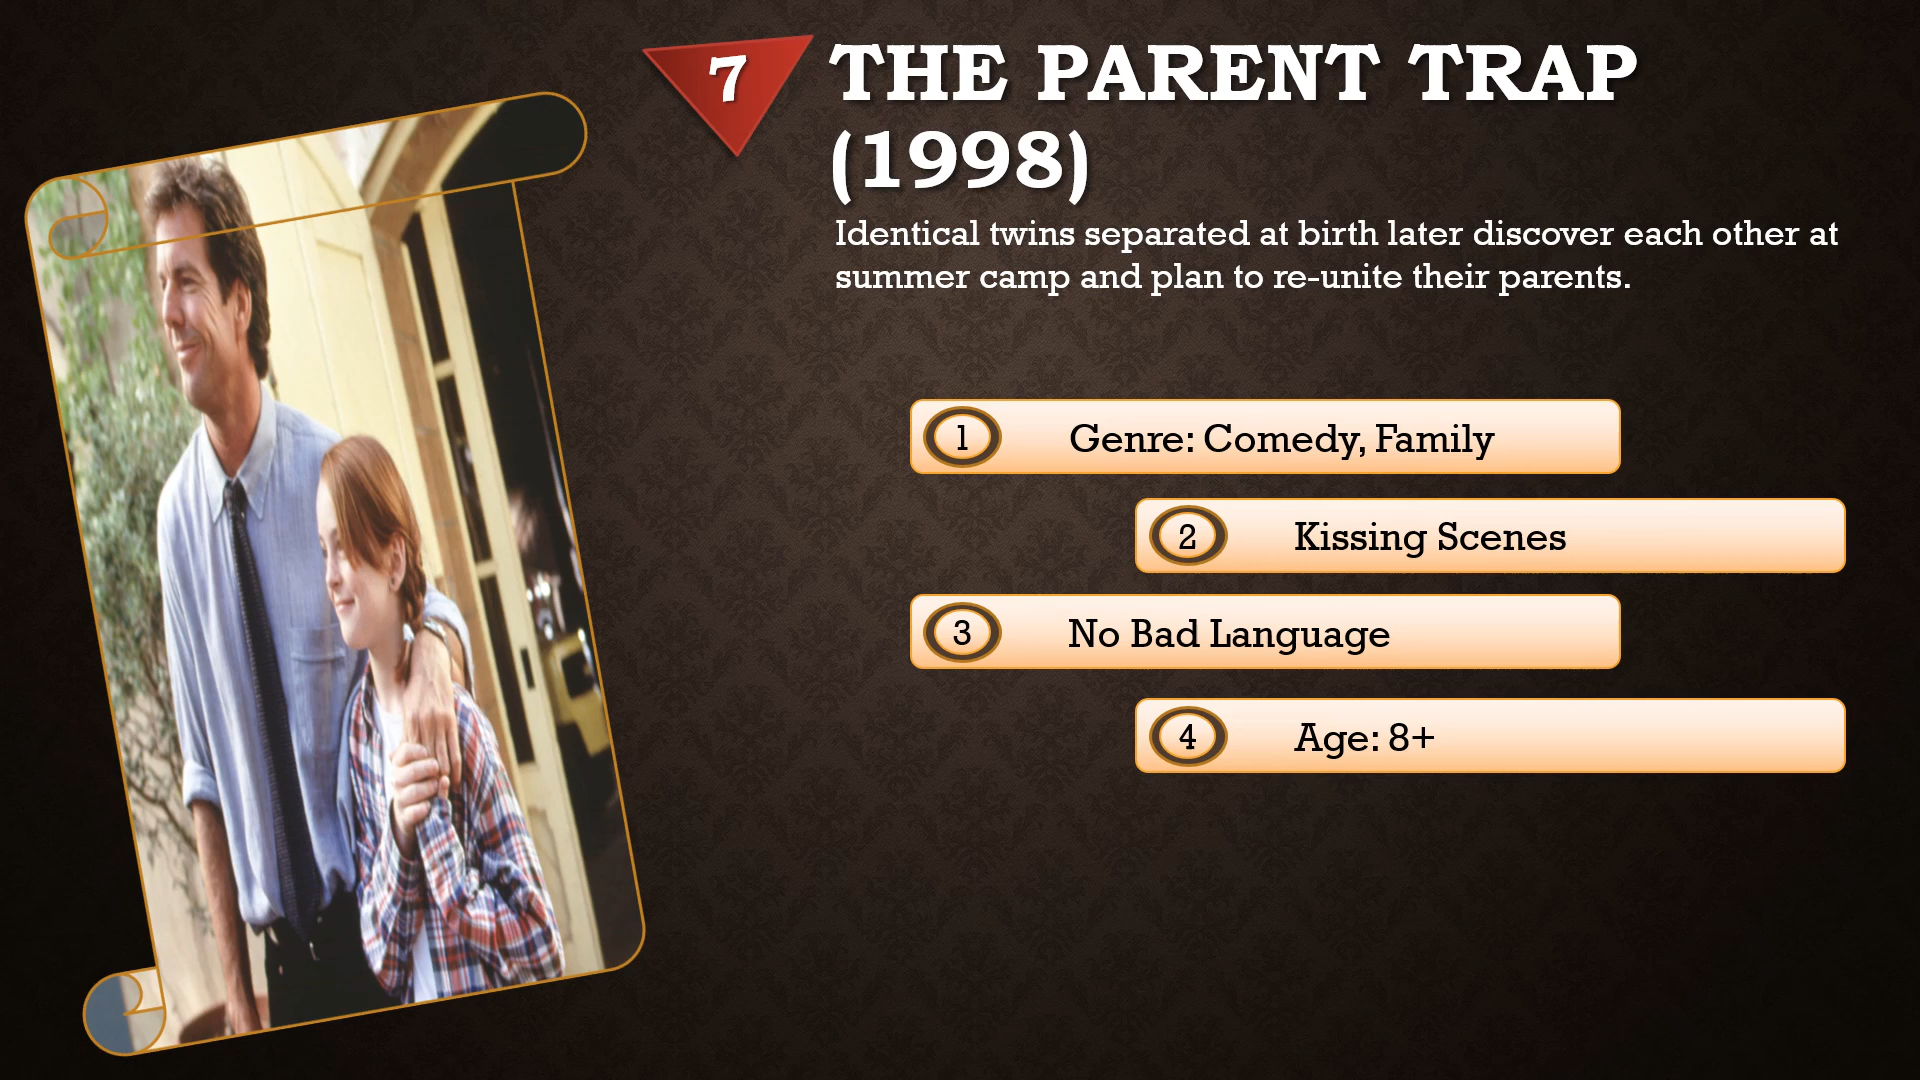 7
THE PARENT TRAP
(1998)
Identical twins separated at birth later discover each other at
summer camp and plan to re-unite their parents.
1 Genre: Comedy, Family
2 Kissing Scenes
3 No Bad Language
4 Age: 8+